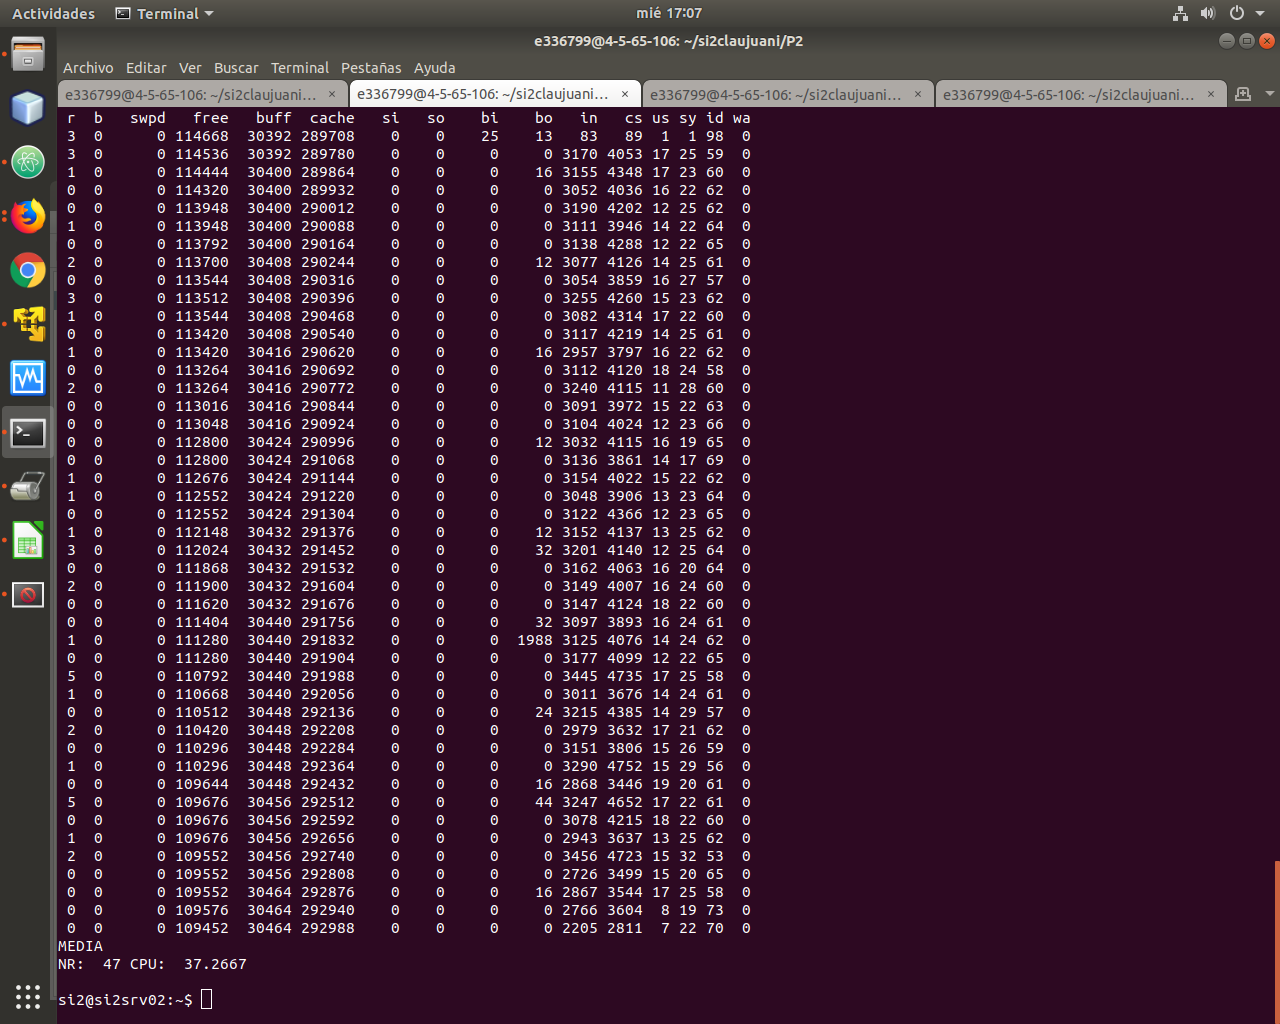 Actividades Terminal mié 17:07
e336799@4-5-65-106: ~/si2claujuani/P2
Archivo Editar Ver Buscar Terminal Pestañas Ayuda
e336799@4-5-65-106: ~/si2claujuani... × e336799@4-5-65-106: ~/si2claujuani... × e336799@4-5-65-106: ~/si2claujuani... × e336799@4-5-65-106: ~/si2claujuani... ×
r b swpd free buff cache si so bi bo in cs us sy id wa
3 0 0 114668 30392 289708 0 0 25 13 83 89 1 1 98 0
3 0 0 114536 30392 289780 0 0 0 0 3170 4053 17 25 59 0
1 0 0 114444 30400 289864 0 0 0 16 3155 4348 17 23 60 0
0 0 0 114320 30400 289932 0 0 0 0 3052 4036 16 22 62 0
0 0 0 113948 30400 290012 0 0 0 0 3190 4202 12 25 62 0
1 0 0 113948 30400 290088 0 0 0 0 3111 3946 14 22 64 0
0 0 0 113792 30400 290164 0 0 0 0 3138 4288 12 22 65 0
2 0 0 113700 30408 290244 0 0 0 12 3077 4126 14 25 61 0
0 0 0 113544 30408 290316 0 0 0 0 3054 3859 16 27 57 0
3 0 0 113512 30408 290396 0 0 0 0 3255 4260 15 23 62 0
1 0 0 113544 30408 290468 0 0 0 0 3082 4314 17 22 60 0
0 0 0 113420 30408 290540 0 0 0 0 3117 4219 14 25 61 0
1 0 0 113420 30416 290620 0 0 0 16 2957 3797 16 22 62 0
0 0 0 113264 30416 290692 0 0 0 0 3112 4120 18 24 58 0
2 0 0 113264 30416 290772 0 0 0 0 3240 4115 11 28 60 0
0 0 0 113016 30416 290844 0 0 0 0 3091 3972 15 22 63 0
0 0 0 113048 30416 290924 0 0 0 0 3104 4024 12 23 66 0
0 0 0 112800 30424 290996 0 0 0 12 3032 4115 16 19 65 0
0 0 0 112800 30424 291068 0 0 0 0 3136 3861 14 17 69 0
1 0 0 112676 30424 291144 0 0 0 0 3154 4022 15 22 62 0
1 0 0 112552 30424 291220 0 0 0 0 3048 3906 13 23 64 0
0 0 0 112552 30424 291304 0 0 0 0 3122 4366 12 23 65 0
1 0 0 112148 30432 291376 0 0 0 12 3152 4137 13 25 62 0
3 0 0 112024 30432 291452 0 0 0 32 3201 4140 12 25 64 0
0 0 0 111868 30432 291532 0 0 0 0 3162 4063 16 20 64 0
2 0 0 111900 30432 291604 0 0 0 0 3149 4007 16 24 60 0
0 0 0 111620 30432 291676 0 0 0 0 3147 4124 18 22 60 0
0 0 0 111404 30440 291756 0 0 0 32 3097 3893 16 24 61 0
1 0 0 111280 30440 291832 0 0 0 1988 3125 4076 14 24 62 0
0 0 0 111280 30440 291904 0 0 0 0 3177 4099 12 22 65 0
5 0 0 110792 30440 291988 0 0 0 0 3445 4735 17 25 58 0
1 0 0 110668 30440 292056 0 0 0 0 3011 3676 14 24 61 0
0 0 0 110512 30448 292136 0 0 0 24 3215 4385 14 29 57 0
2 0 0 110420 30448 292208 0 0 0 0 2979 3632 17 21 62 0
0 0 0 110296 30448 292284 0 0 0 0 3151 3806 15 26 59 0
1 0 0 110296 30448 292364 0 0 0 0 3290 4752 15 29 56 0
0 0 0 109644 30448 292432 0 0 0 16 2868 3446 19 20 61 0
5 0 0 109676 30456 292512 0 0 0 44 3247 4652 17 22 61 0
0 0 0 109676 30456 292592 0 0 0 0 3078 4215 18 22 60 0
1 0 0 109676 30456 292656 0 0 0 0 2943 3637 13 25 62 0
2 0 0 109552 30456 292740 0 0 0 0 3456 4723 15 32 53 0
0 0 0 109552 30456 292808 0 0 0 0 2726 3499 15 20 65 0
0 0 0 109552 30464 292876 0 0 0 16 2867 3544 17 25 58 0
0 0 0 109576 30464 292940 0 0 0 0 2766 3604 8 19 73 0
0 0 0 109452 30464 292988 0 0 0 0 2205 2811 7 22 70 0
MEDIA
NR: 47 CPU: 37.2667
si2@si2srv02:~$